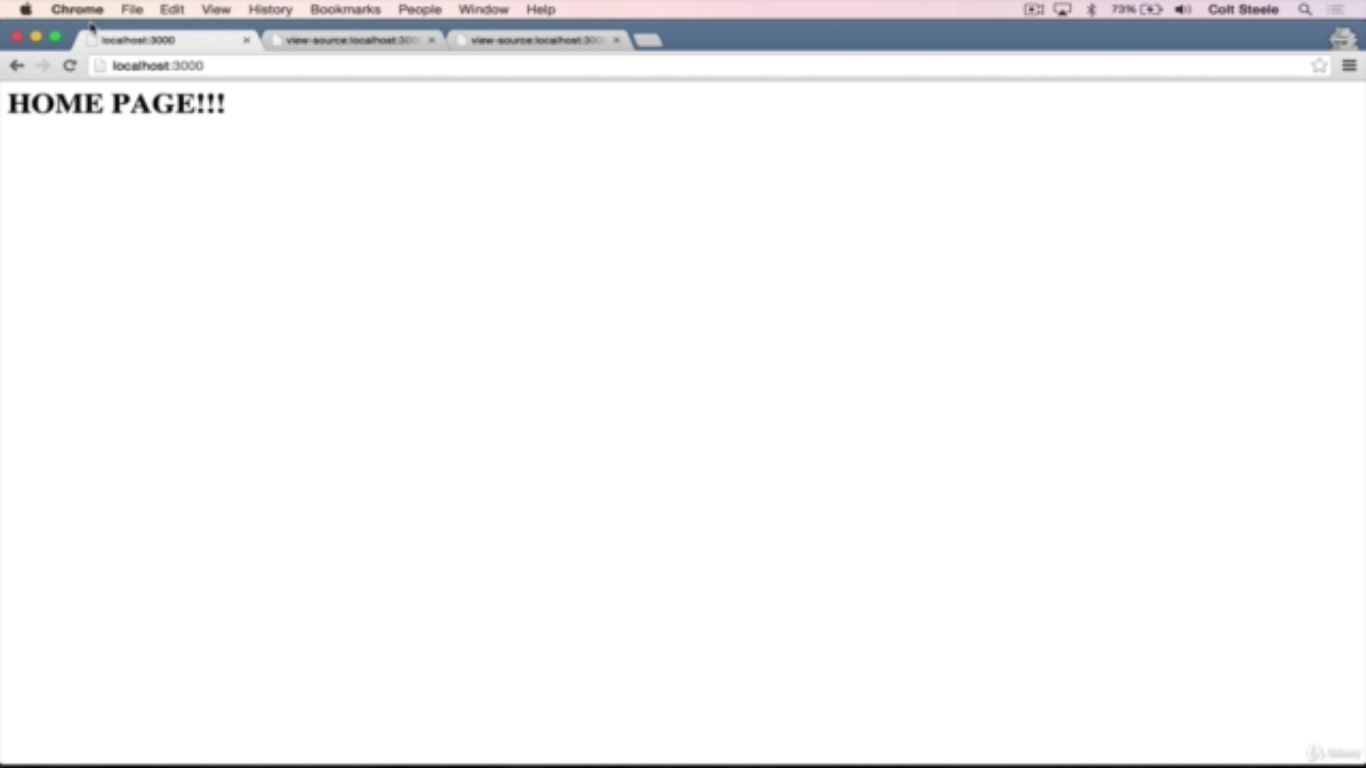 Chrome File Edit View History Bookmarks People Window Help 73% Colt Steele
localhost:3000 view-source:localhost:300 view-source:localhost:300
localhost:3000
HOME PAGE!!!